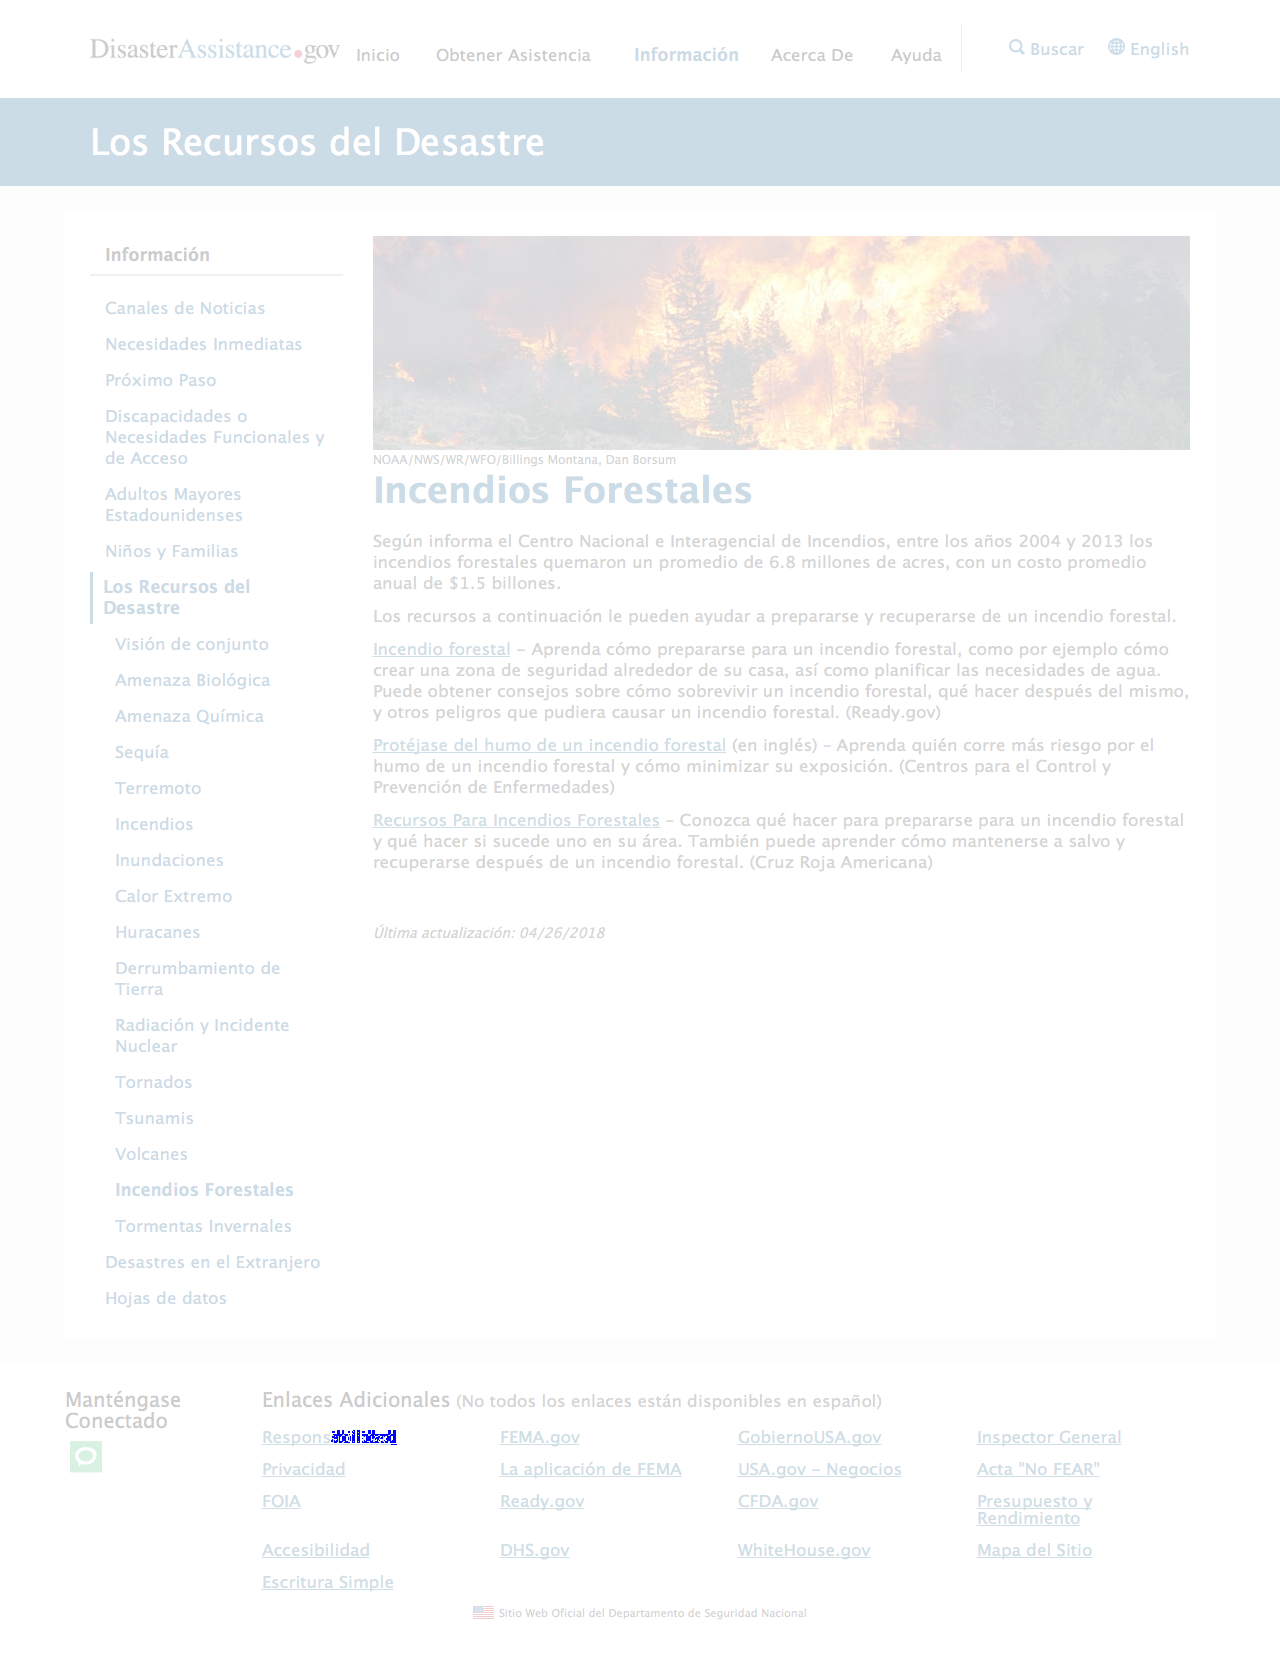 DisasterAssistance.gov
Inicio
Obtener Asistencia
Información
Acerca De
Ayuda
Buscar
English
Los Recursos del Desastre
Información
Canales de Noticias
Necesidades Inmediatas
Próximo Paso
Discapacidades o
Necesidades Funcionales y
de Acceso
Adultos Mayores
Estadounidenses
Niños y Familias
Los Recursos del
Desastre
Visión de conjunto
Amenaza Biológica
Amenaza Química
Sequía
Terremoto
Incendios
Inundaciones
Calor Extremo
Huracanes
Derrumbamiento de
Tierra
Radiación y Incidente
Nuclear
Tornados
Tsunamis
Volcanes
Incendios Forestales
Tormentas Invernales
Desastres en el Extranjero
Hojas de datos
NOAA/NWS/WR/WFO/Billings Montana, Dan Borsum
Incendios Forestales
Según informa el Centro Nacional e Interagencial de Incendios, entre los años 2004 y 2013 los
incendios forestales quemaron un promedio de 6.8 millones de acres, con un costo promedio
anual de $1.5 billones.
Los recursos a continuación le pueden ayudar a prepararse y recuperarse de un incendio forestal.
Incendio forestal – Aprenda cómo prepararse para un incendio forestal, como por ejemplo cómo
crear una zona de seguridad alrededor de su casa, así como planificar las necesidades de agua.
Puede obtener consejos sobre cómo sobrevivir un incendio forestal, qué hacer después del mismo,
y otros peligros que pudiera causar un incendio forestal. (Ready.gov)
Protéjase del humo de un incendio forestal (en inglés) – Aprenda quién corre más riesgo por el
humo de un incendio forestal y cómo minimizar su exposición. (Centros para el Control y
Prevención de Enfermedades)
Recursos Para Incendios Forestales – Conozca qué hacer para prepararse para un incendio forestal
y qué hacer si sucede uno en su área. También puede aprender cómo mantenerse a salvo y
recuperarse después de un incendio forestal. (Cruz Roja Americana)
Última actualización: 04/26/2018
Manténgase
Conectado
Enlaces Adicionales (No todos los enlaces están disponibles en español)
FEMA.gov
GobiernoUSA.gov
Inspector General
Privacidad
La aplicación de FEMA
USA.gov – Negocios
Acta "No FEAR"
FOIA
Ready.gov
CFDA.gov
Presupuesto y
Rendimiento
Accesibilidad
DHS.gov
WhiteHouse.gov
Mapa del Sitio
Escritura Simple
Sitio Web Oficial del Departamento de Seguridad Nacional